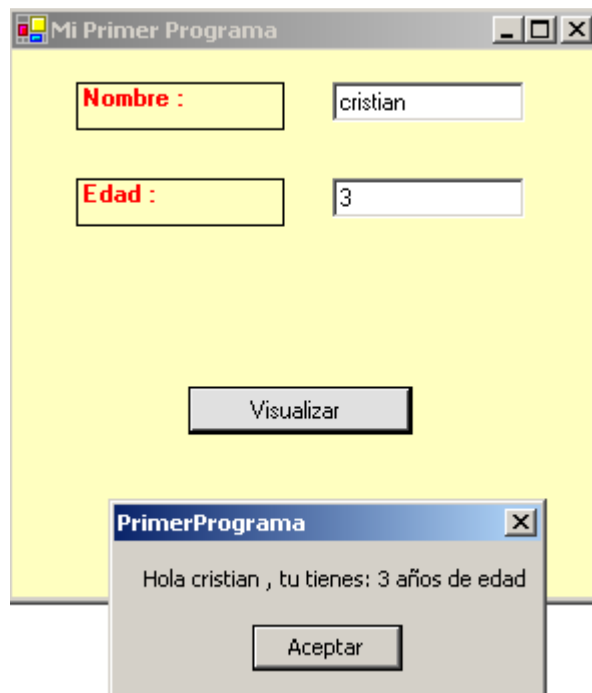 Mi Primer Programa
Nombre :
cristian
Edad :
3
Visualizar
PrimerPrograma
Hola cristian , tu tienes: 3 años de edad
Aceptar